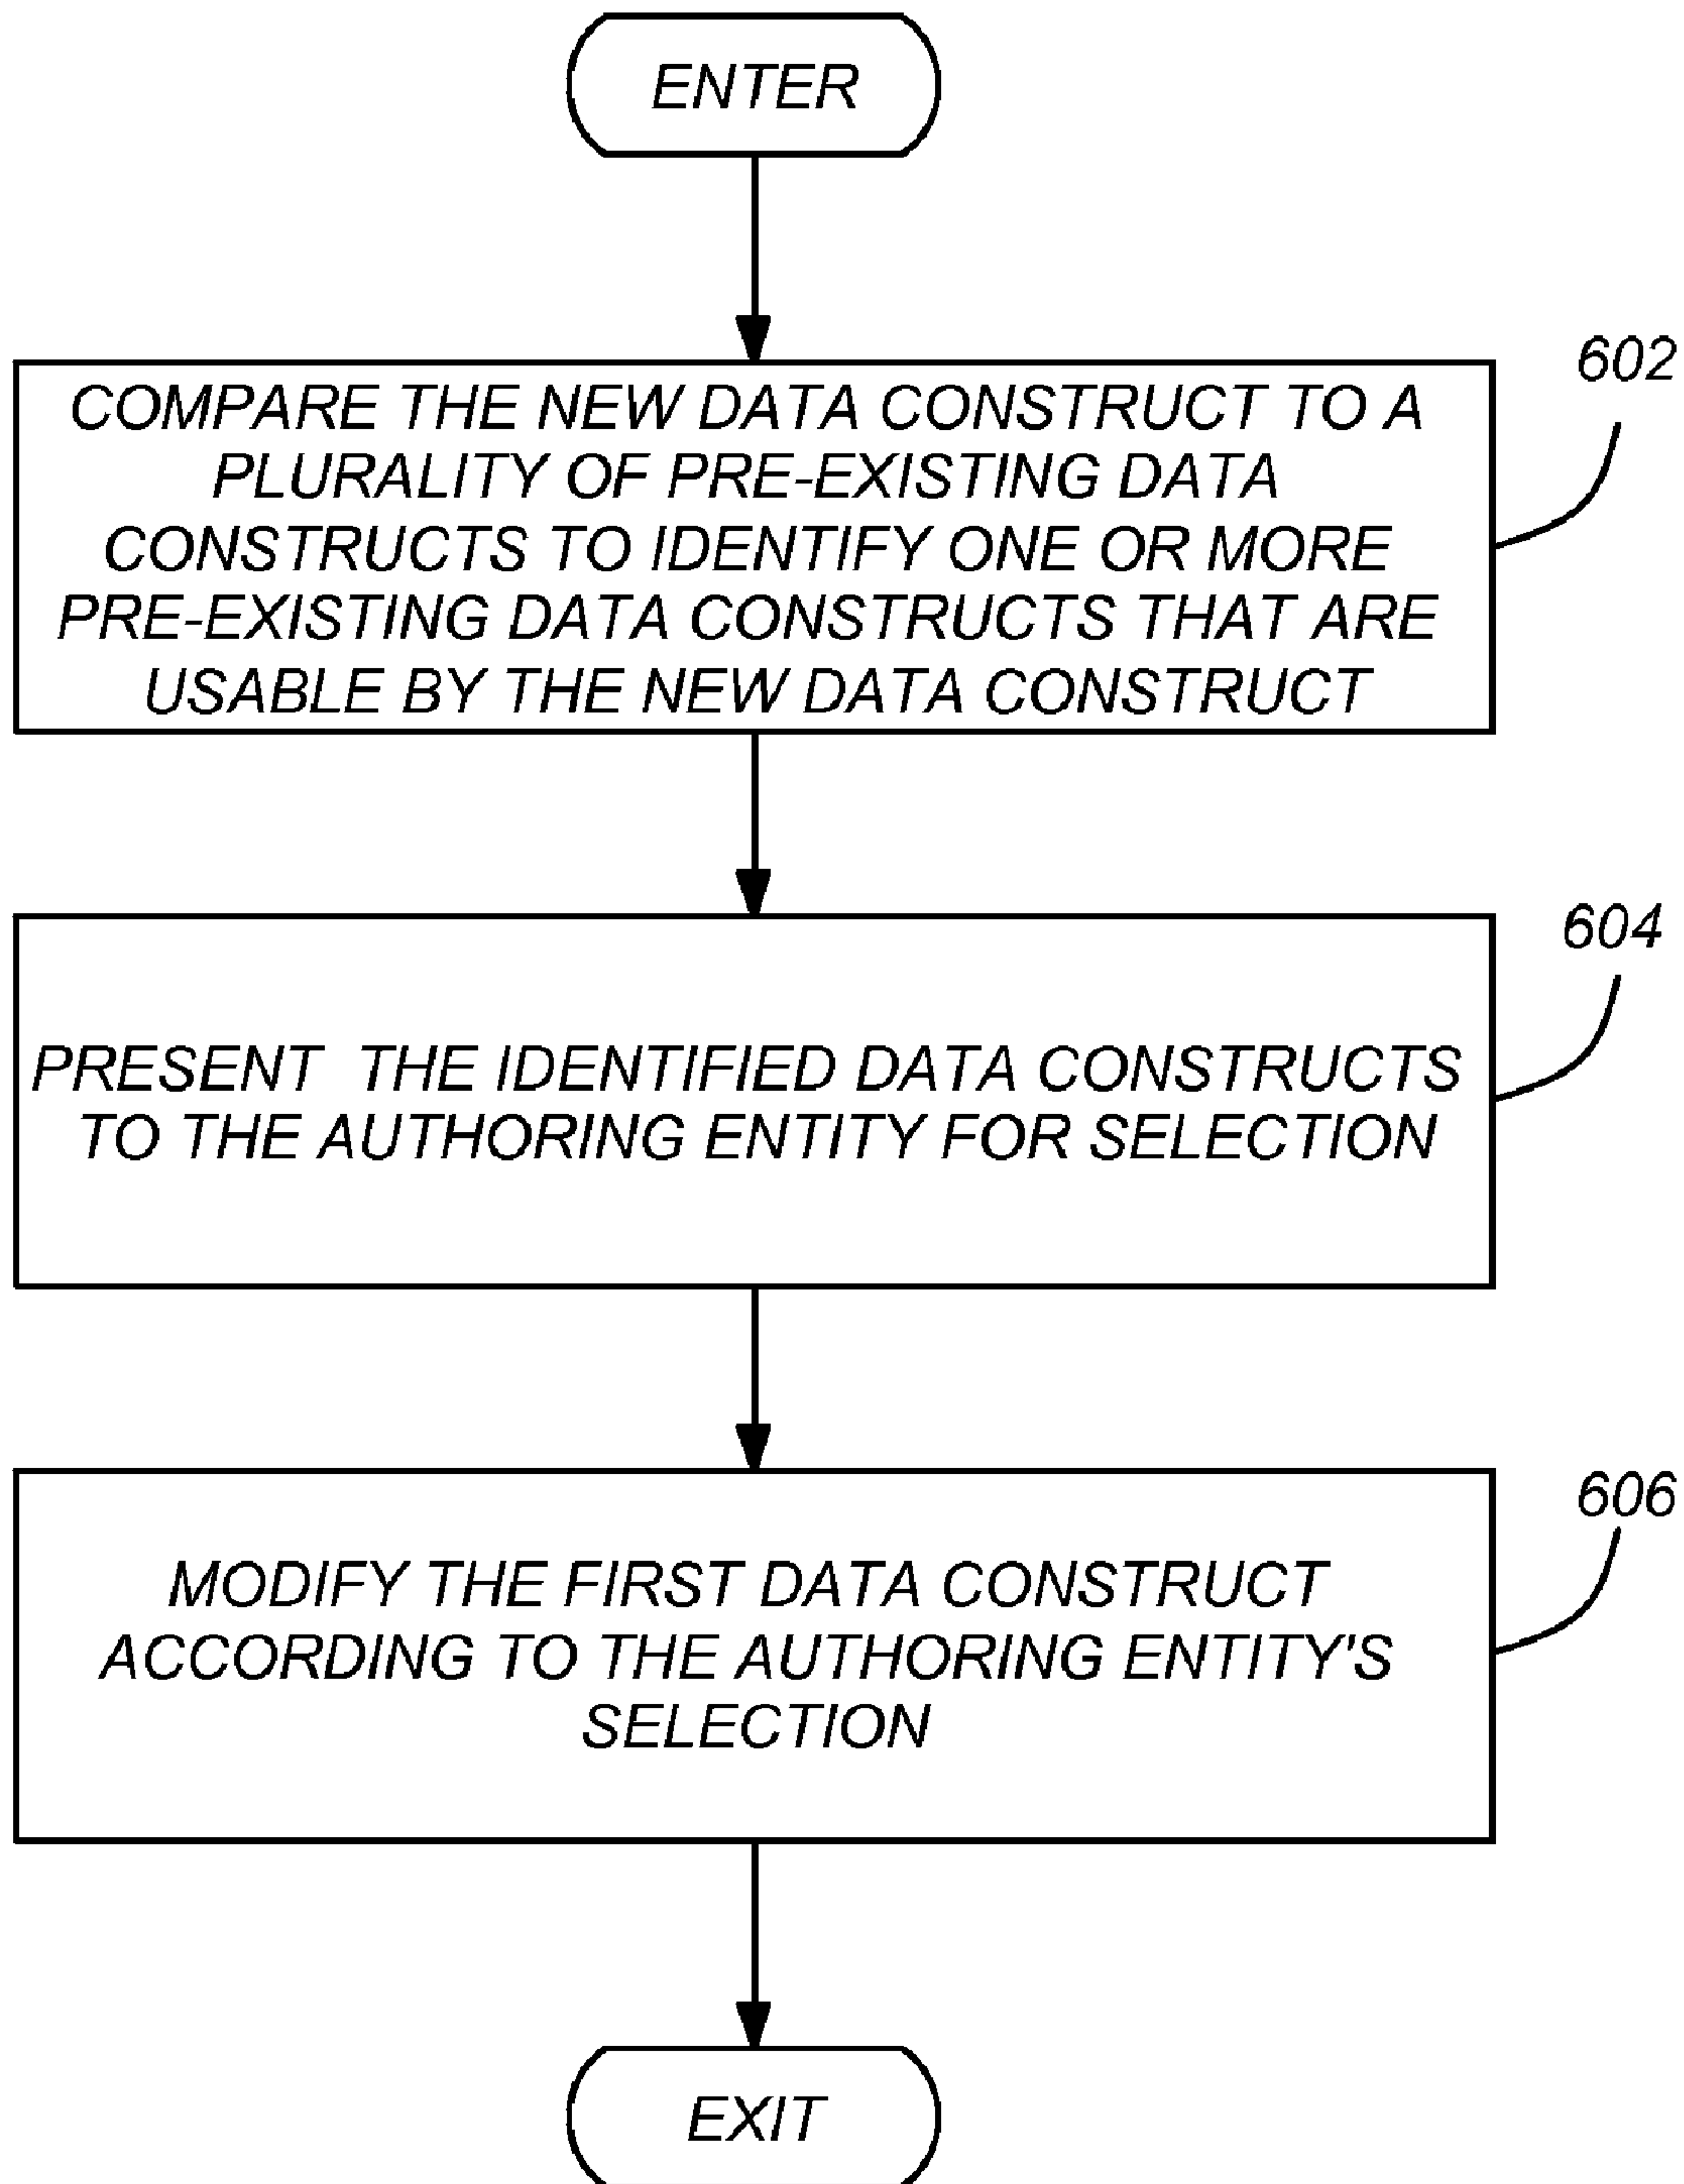 ENTER
602
COMPARE THE NEW DATA CONSTRUCT TO A
PLURALITY OF PRE-EXISTING DATA
CONSTRUCTS TO IDENTIFY ONE OR MORE
PRE-EXISTING DATA CONSTRUCTS THAT ARE
USABLE BY THE NEW DATA CONSTRUCT
604
PRESENT THE IDENTIFIED DATA CONSTRUCTS
TO THE AUTHORING ENTITY FOR SELECTION
606
MODIFY THE FIRST DATA CONSTRUCT
ACCORDING TO THE AUTHORING ENTITY'S
SELECTION
EXIT